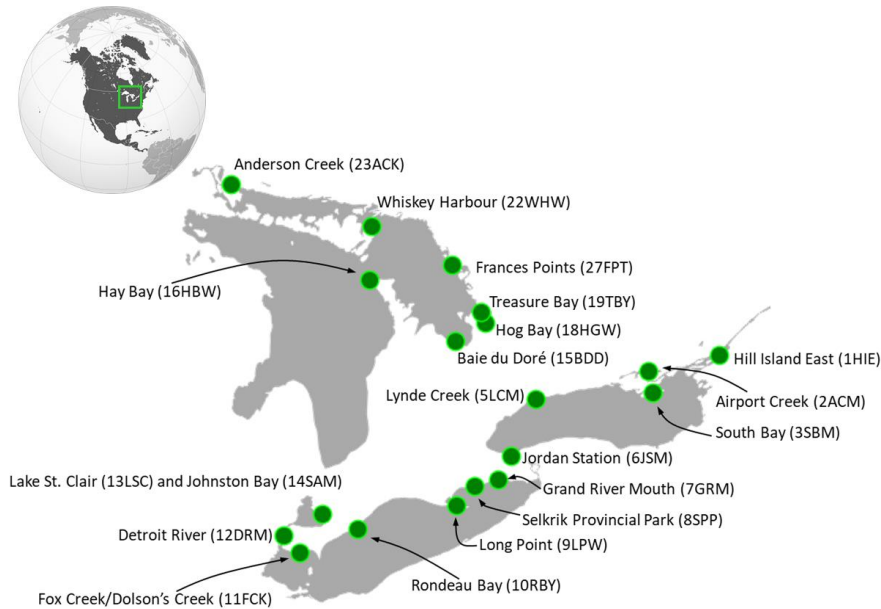 Anderson Creek (23ACK)
Whiskey Harbour (22WHW)
Frances Points (27FPT)
Hay Bay (16HBW)
Treasure Bay (19TBY)
Hog Bay (18HGW)
Baie du Doré (15BDD)
Hill Island East (1HIE)
Lynde Creek (5LCM)
Airport Creek (2ACM)
South Bay (3SBM)
Jordan Station (6JSM)
Lake St. Clair (13LSC) and Johnston Bay (14SAM)
Grand River Mouth (7GRM)
Selkrik Provincial Park (8SPP)
Detroit River (12DRM)
Long Point (9LPW)
Rondeau Bay (10RBY)
Fox Creek/Dolson's Creek (11FCK)